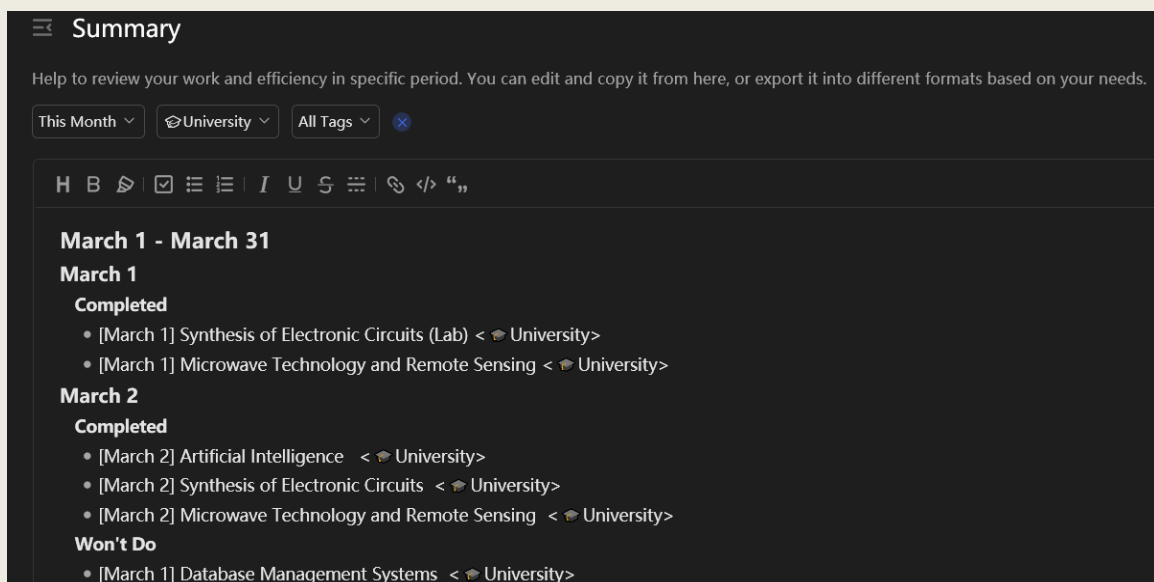 Summary
Help to review your work and efficiency in specific period. You can edit and copy it from here, or export it into different formats based on your needs.
This Month University All Tags
H B I U S </> “„
March 1 - March 31
March 1
Completed
• [March 1] Synthesis of Electronic Circuits (Lab) < 🎓University>
• [March 1] Microwave Technology and Remote Sensing < 🎓University>
March 2
Completed
• [March 2] Artificial Intelligence < 🎓University>
• [March 2] Synthesis of Electronic Circuits < 🎓University>
• [March 2] Microwave Technology and Remote Sensing < 🎓University>
Won't Do
• [March 1] Database Management Systems < 🎓University>